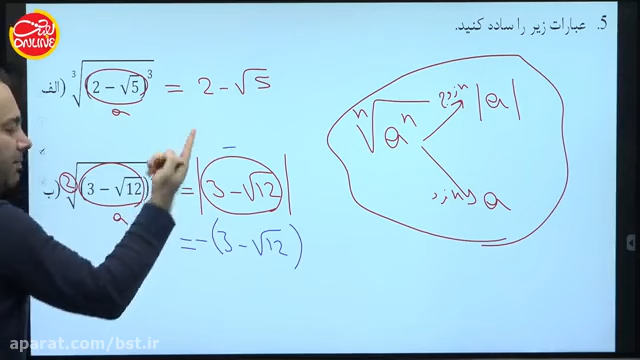 5. عبارات زیر را ساده کنید.
الف) ∛(2 − √5)³ = 2 − √5
a
ⁿ√aⁿ
زوج n |a|
فرد n a
ب) ²√(3 − √12) = |3 − √12|
a −
= −(3 − √12)
ONLINE
aparat.com/bst.ir